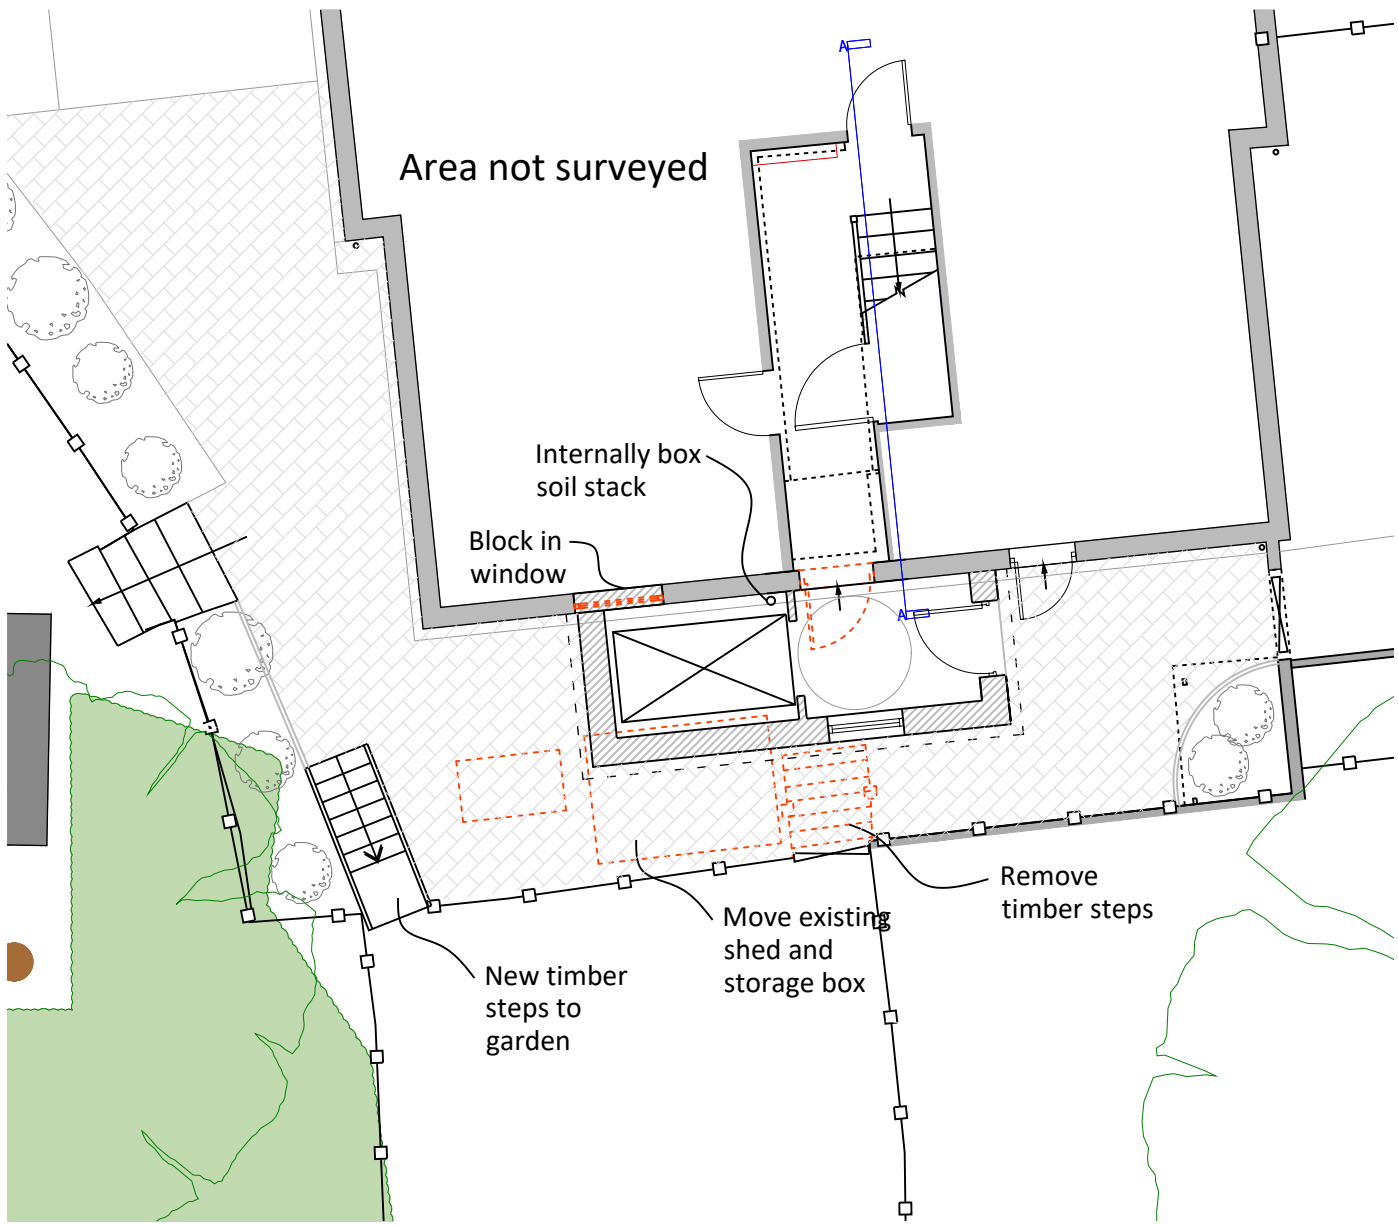 A
Area not surveyed
Internally box
soil stack
Block in
window
A
Remove
timber steps
Move existing
shed and
storage box
New timber
steps to
garden